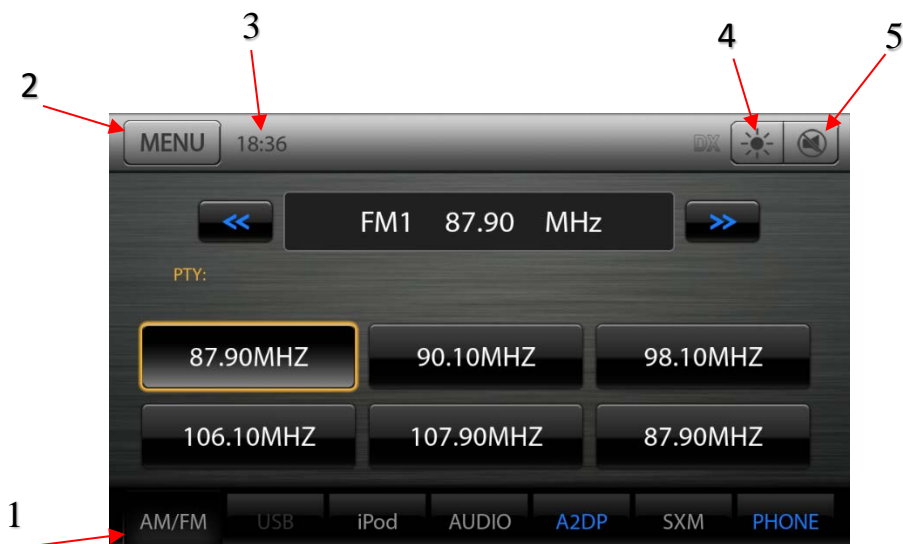 3
4
5
2
MENU 18:36 DX
<< FM1 87.90 MHz >>
PTY:
87.90MHZ 90.10MHZ 98.10MHZ
106.10MHZ 107.90MHZ 87.90MHZ
1
AM/FM USB iPod AUDIO A2DP SXM PHONE